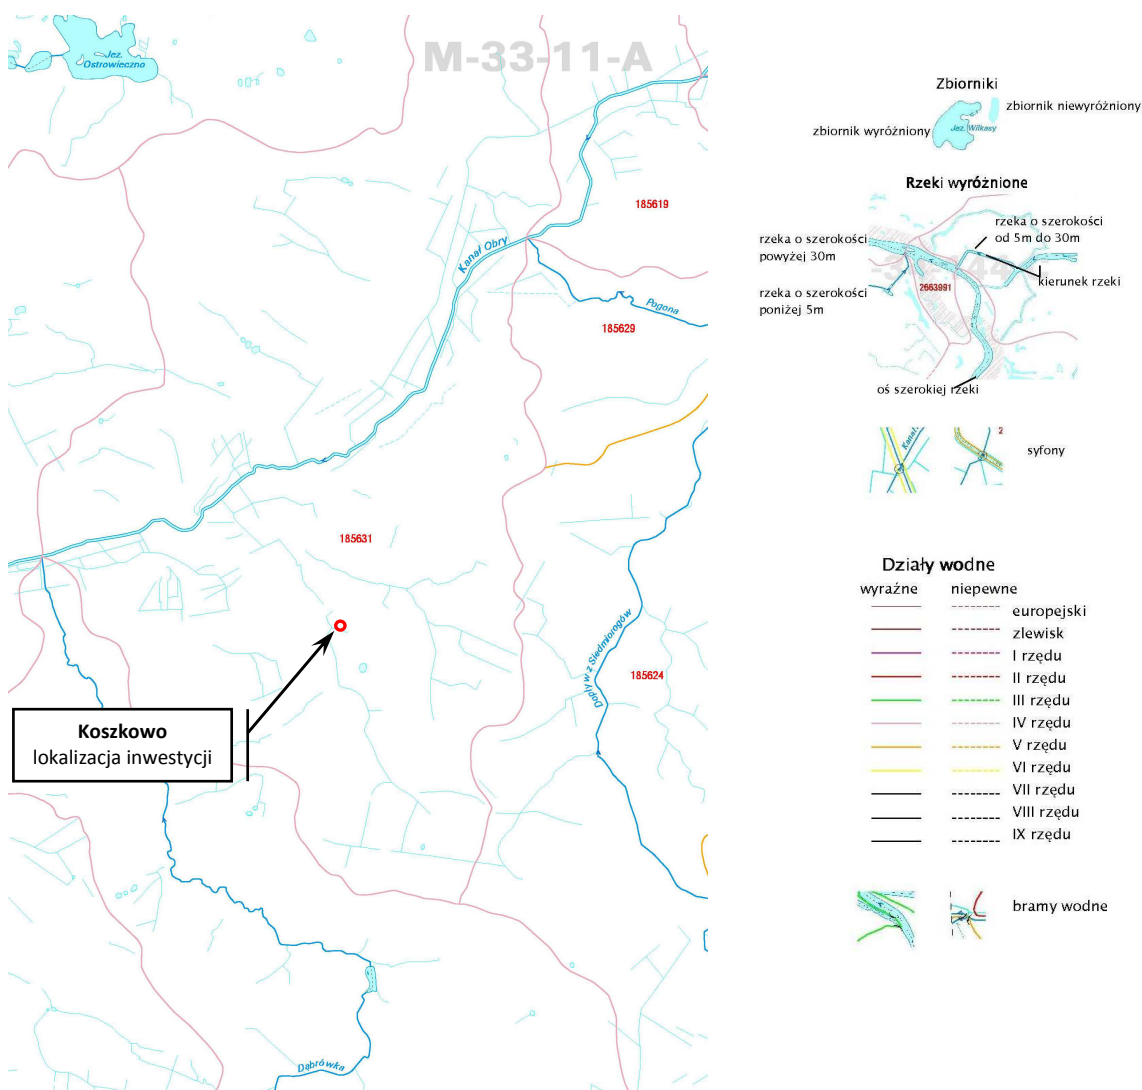 M-33-11-A
Jez.
Ostrowieczno
185619
Kanał Obry
Pogona
185629
185631
Dopływ z Siedmiorogów
185624
Koszkowo
lokalizacja inwestycji
Dąbrówka
Zbiorniki
zbiornik niewyróżniony
zbiornik wyróżniony
Jez. Wilkasy
Rzeki wyróżnione
rzeka o szerokości
od 5m do 30m
rzeka o szerokości
powyżej 30m
kierunek rzeki
2663991
rzeka o szerokości
poniżej 5m
oś szerokiej rzeki
Kanał
2
syfony
Działy wodne
wyraźne niepewne
europejski
zlewisk
I rzędu
II rzędu
III rzędu
IV rzędu
V rzędu
VI rzędu
VII rzędu
VIII rzędu
IX rzędu
bramy wodne